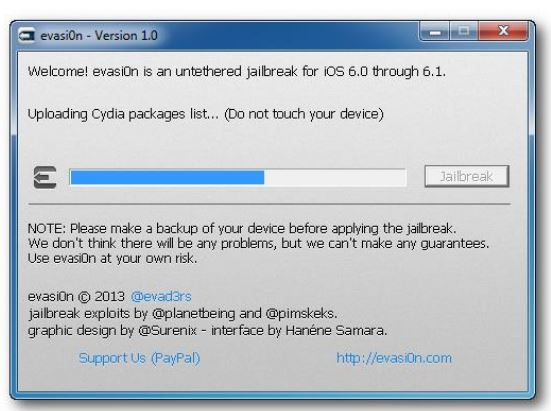 evasi0n - Version 1.0
Welcome! evasi0n is an untethered jailbreak for iOS 6.0 through 6.1.
Uploading Cydia packages list... (Do not touch your device)
Jailbreak
NOTE: Please make a backup of your device before applying the jailbreak.
We don't think there will be any problems, but we can't make any guarantees.
Use evasi0n at your own risk.
evasi0n © 2013 @evad3rs
jailbreak exploits by @planetbeing and @pimskeks.
graphic design by @Surenix - interface by Hanéne Samara.
Support Us (PayPal) http://evasi0n.com